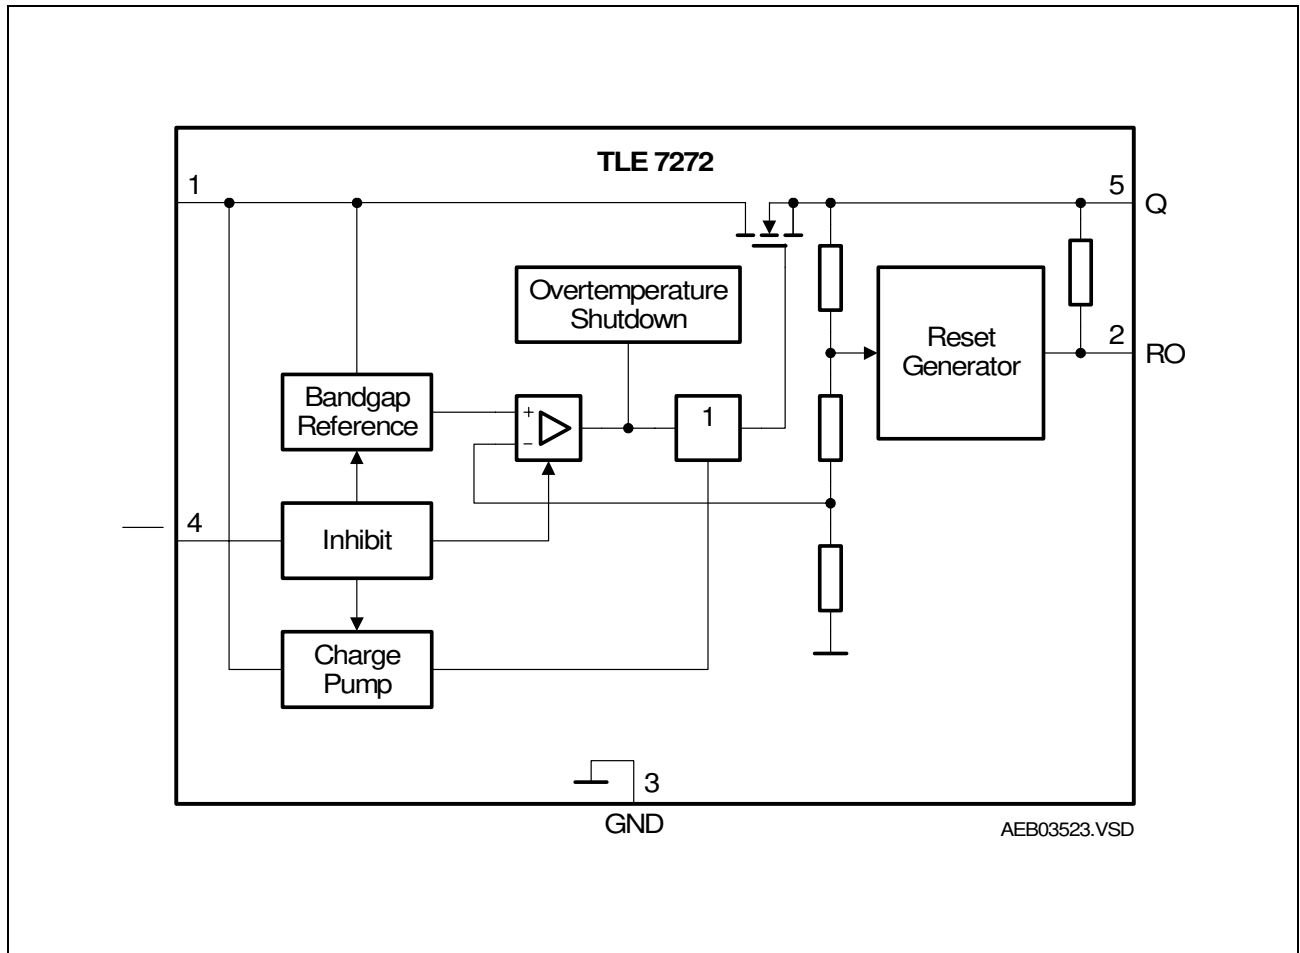 TLE 7272
1
5
Q
Overtemperature
Shutdown
Reset
Generator
2
RO
Bandgap
Reference
+
−
1
4
Inhibit
Charge
Pump
3
GND
AEB03523.VSD